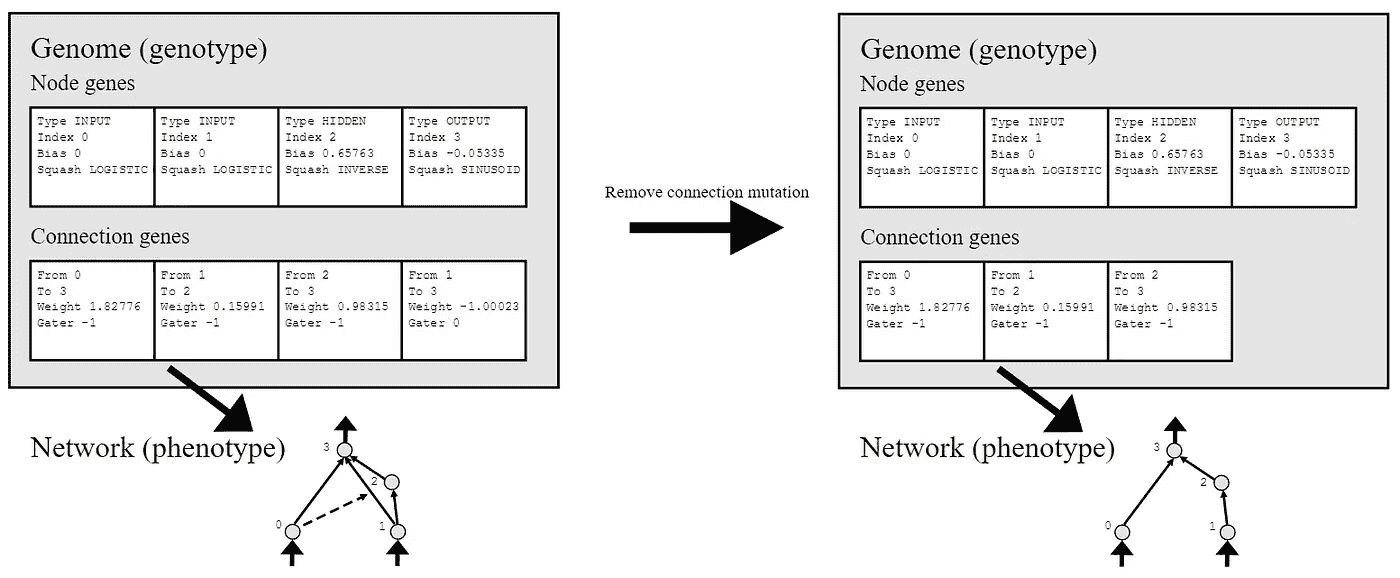 Genome (genotype)
Node genes
Type INPUT
Index 0
Bias 0
Squash LOGISTIC
Type INPUT
Index 1
Bias 0
Squash LOGISTIC
Type HIDDEN
Index 2
Bias 0.65763
Squash INVERSE
Type OUTPUT
Index 3
Bias -0.05335
Squash SINUSOID
Connection genes
From 0
To 3
Weight 1.82776
Gater -1
From 1
To 2
Weight 0.15991
Gater -1
From 2
To 3
Weight 0.98315
Gater -1
From 1
To 3
Weight -1.00023
Gater 0
Network (phenotype)
3
2
0
1
Remove connection mutation
Genome (genotype)
Node genes
Type INPUT
Index 0
Bias 0
Squash LOGISTIC
Type INPUT
Index 1
Bias 0
Squash LOGISTIC
Type HIDDEN
Index 2
Bias 0.65763
Squash INVERSE
Type OUTPUT
Index 3
Bias -0.05335
Squash SINUSOID
Connection genes
From 0
To 3
Weight 1.82776
Gater -1
From 1
To 2
Weight 0.15991
Gater -1
From 2
To 3
Weight 0.98315
Gater -1
Network (phenotype)
3
2
0
1